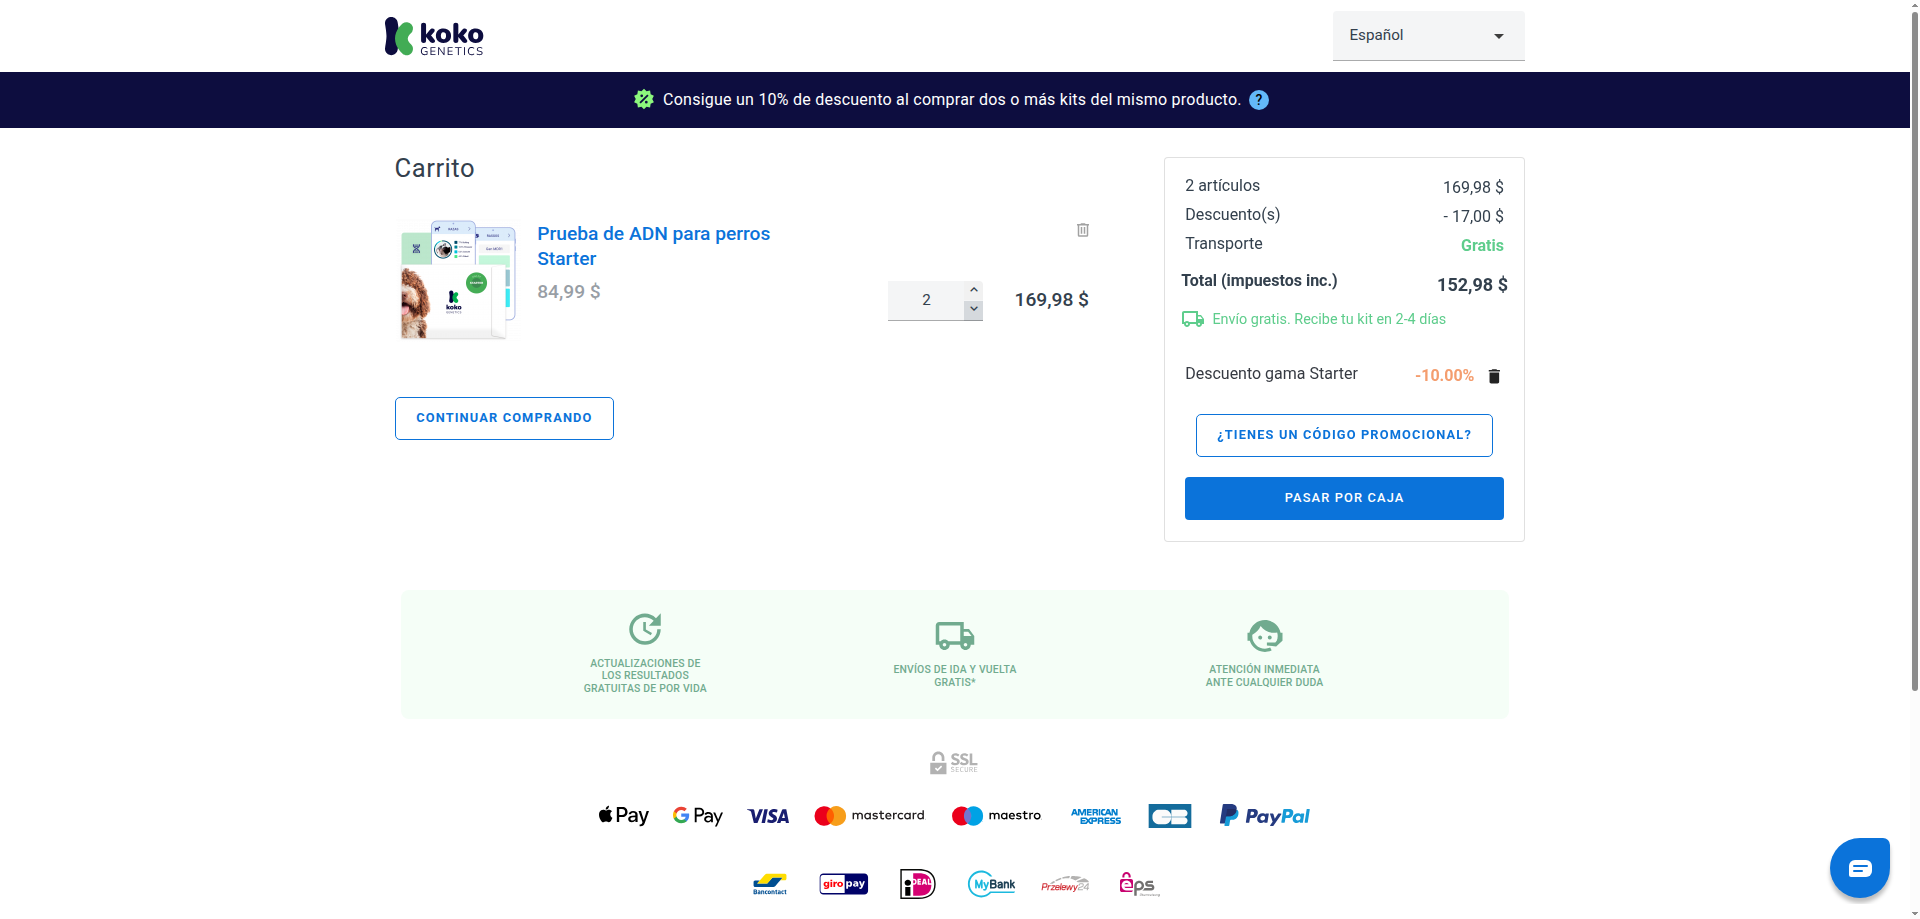 koko
GENETICS
Español
Consigue un 10% de descuento al comprar dos o más kits del mismo producto. ?
Carrito
Prueba de ADN para perros
Starter
84,99 $
2
169,98 $
CONTINUAR COMPRANDO
2 artículos 169,98 $
Descuento(s) - 17,00 $
Transporte Gratis
Total (impuestos inc.) 152,98 $
Envío gratis. Recibe tu kit en 2-4 días
Descuento gama Starter -10.00%
¿TIENES UN CÓDIGO PROMOCIONAL?
PASAR POR CAJA
ACTUALIZACIONES DE
LOS RESULTADOS
GRATUITAS DE POR VIDA
ENVÍOS DE IDA Y VUELTA
GRATIS*
ATENCIÓN INMEDIATA
ANTE CUALQUIER DUDA
SSL
SECURE
Pay G Pay VISA mastercard maestro AMERICAN EXPRESS CB PayPal
Bancontact giropay iDEAL MyBank Przelewy24 eps